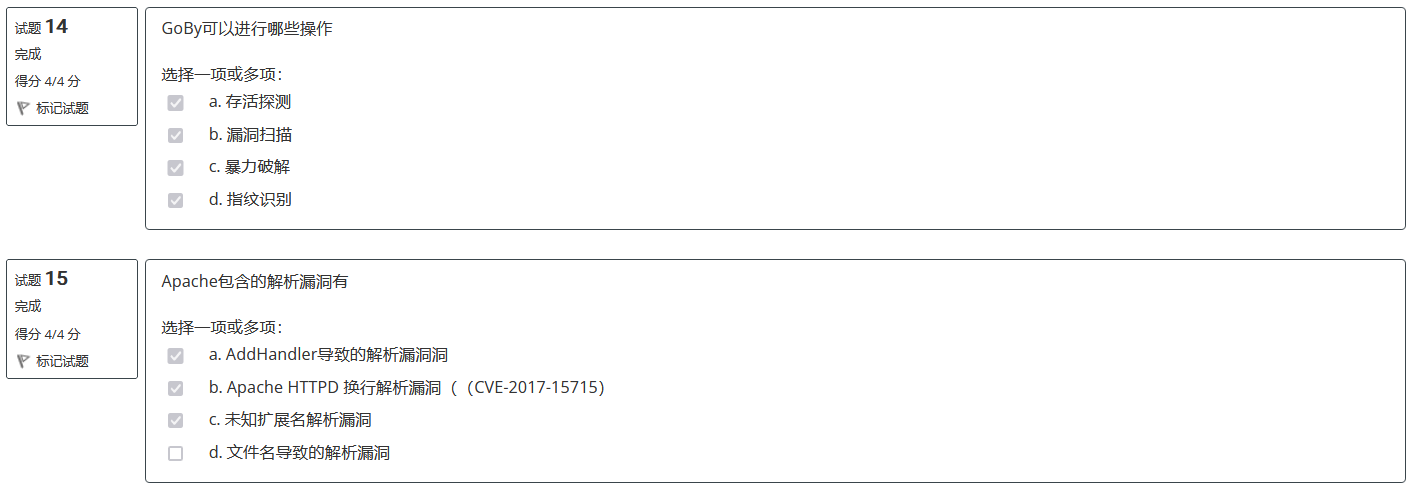 试题 14
完成
得分 4/4 分
标记试题
GoBy可以进行哪些操作
选择一项或多项：
a. 存活探测
b. 漏洞扫描
c. 暴力破解
d. 指纹识别
试题 15
完成
得分 4/4 分
标记试题
Apache包含的解析漏洞有
选择一项或多项：
a. AddHandler导致的解析漏洞洞
b. Apache HTTPD 换行解析漏洞（（CVE-2017-15715）
c. 未知扩展名解析漏洞
d. 文件名导致的解析漏洞